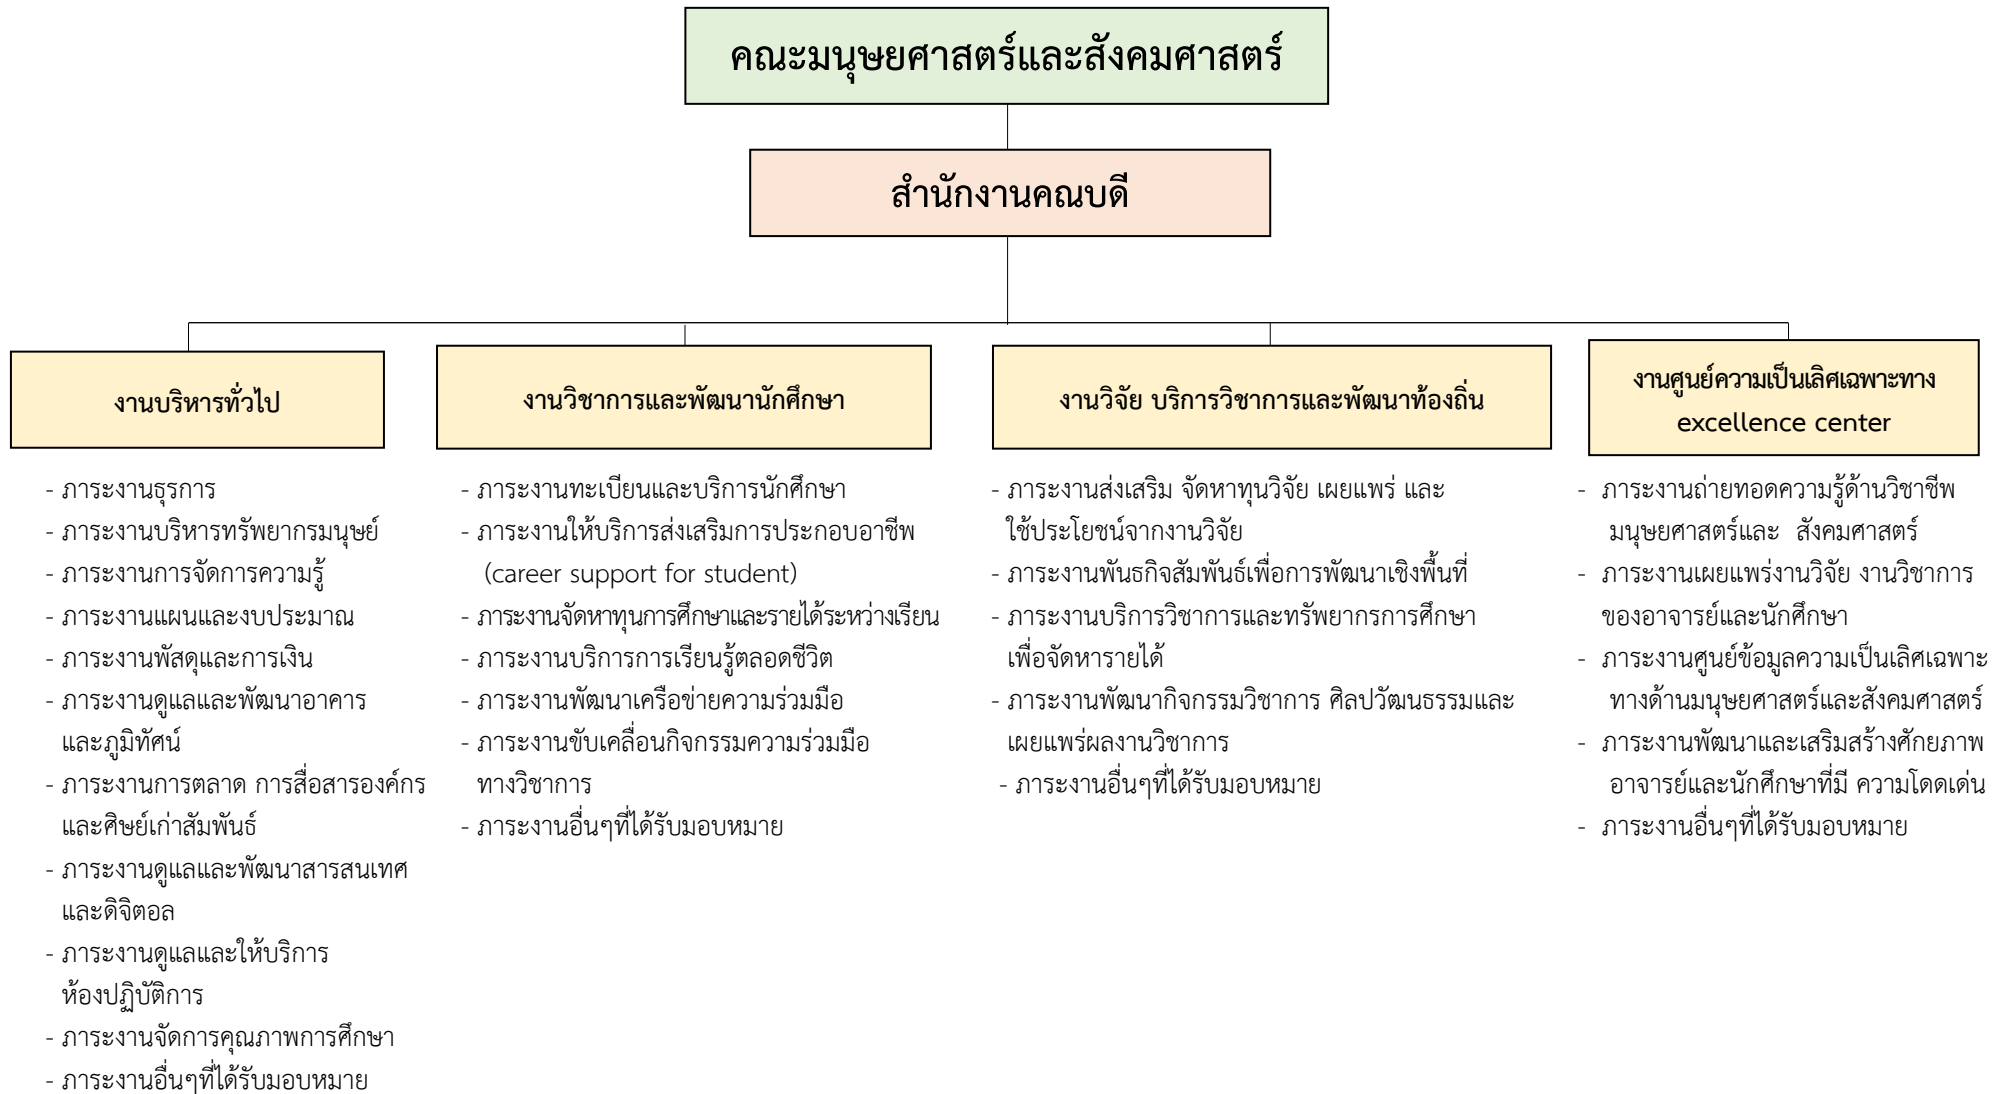 คณะมนุษยศาสตร์และสังคมศาสตร์
สำนักงานคณบดี
งานบริหารทั่วไป
- ภาระงานธุรการ
- ภาระงานบริหารทรัพยากรมนุษย์
- ภาระงานการจัดการความรู้
- ภาระงานแผนและงบประมาณ
- ภาระงานพัสดุและการเงิน
- ภาระงานดูแลและพัฒนาอาคาร
และภูมิทัศน์
- ภาระงานการตลาด การสื่อสารองค์กร
และศิษย์เก่าสัมพันธ์
- ภาระงานดูแลและพัฒนาสารสนเทศ
และดิจิตอล
- ภาระงานดูแลและให้บริการ
ห้องปฏิบัติการ
- ภาระงานจัดการคุณภาพการศึกษา
- ภาระงานอื่นๆที่ได้รับมอบหมาย
งานวิชาการและพัฒนานักศึกษา
- ภาระงานทะเบียนและบริการนักศึกษา
- ภาระงานให้บริการส่งเสริมการประกอบอาชีพ
(career support for student)
- ภาระงานจัดหาทุนการศึกษาและรายได้ระหว่างเรียน
- ภาระงานบริการการเรียนรู้ตลอดชีวิต
- ภาระงานพัฒนาเครือข่ายความร่วมมือ
- ภาระงานขับเคลื่อนกิจกรรมความร่วมมือ
ทางวิชาการ
- ภาระงานอื่นๆที่ได้รับมอบหมาย
งานวิจัย บริการวิชาการและพัฒนาท้องถิ่น
- ภาระงานส่งเสริม จัดหาทุนวิจัย เผยแพร่ และ
ใช้ประโยชน์จากงานวิจัย
- ภาระงานพันธกิจสัมพันธ์เพื่อการพัฒนาเชิงพื้นที่
- ภาระงานบริการวิชาการและทรัพยากรการศึกษา
เพื่อจัดหารายได้
- ภาระงานพัฒนากิจกรรมวิชาการ ศิลปวัฒนธรรมและ
เผยแพร่ผลงานวิชาการ
- ภาระงานอื่นๆที่ได้รับมอบหมาย
งานศูนย์ความเป็นเลิศเฉพาะทาง
excellence center
- ภาระงานถ่ายทอดความรู้ด้านวิชาชีพ
มนุษยศาสตร์และ สังคมศาสตร์
- ภาระงานเผยแพร่งานวิจัย งานวิชาการ
ของอาจารย์และนักศึกษา
- ภาระงานศูนย์ข้อมูลความเป็นเลิศเฉพาะ
ทางด้านมนุษยศาสตร์และสังคมศาสตร์
- ภาระงานพัฒนาและเสริมสร้างศักยภาพ
อาจารย์และนักศึกษาที่มี ความโดดเด่น
- ภาระงานอื่นๆที่ได้รับมอบหมาย